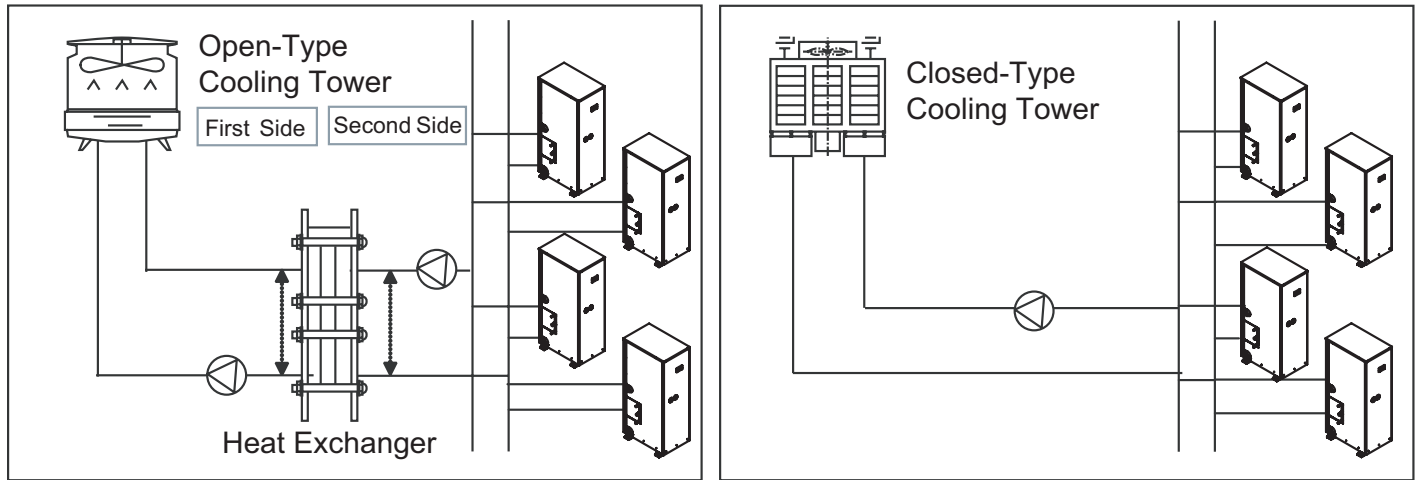 Open-Type
Cooling Tower
First Side
Second Side
Heat Exchanger
Closed-Type
Cooling Tower